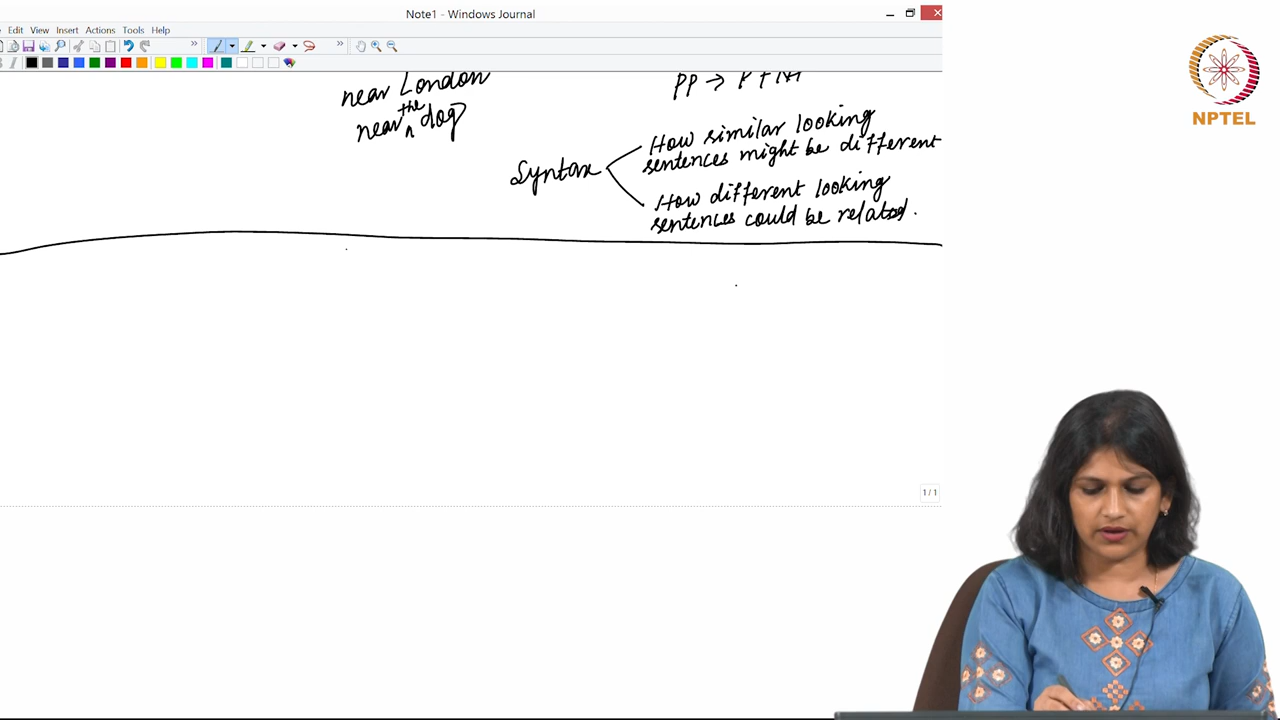 Note1 - Windows Journal
Edit View Insert Actions Tools Help
near London
the
near ∧ dog
PP → P + NP
Syntax
How similar looking
sentences might be different
How different looking
sentences could be related.
1 / 1
NPTEL